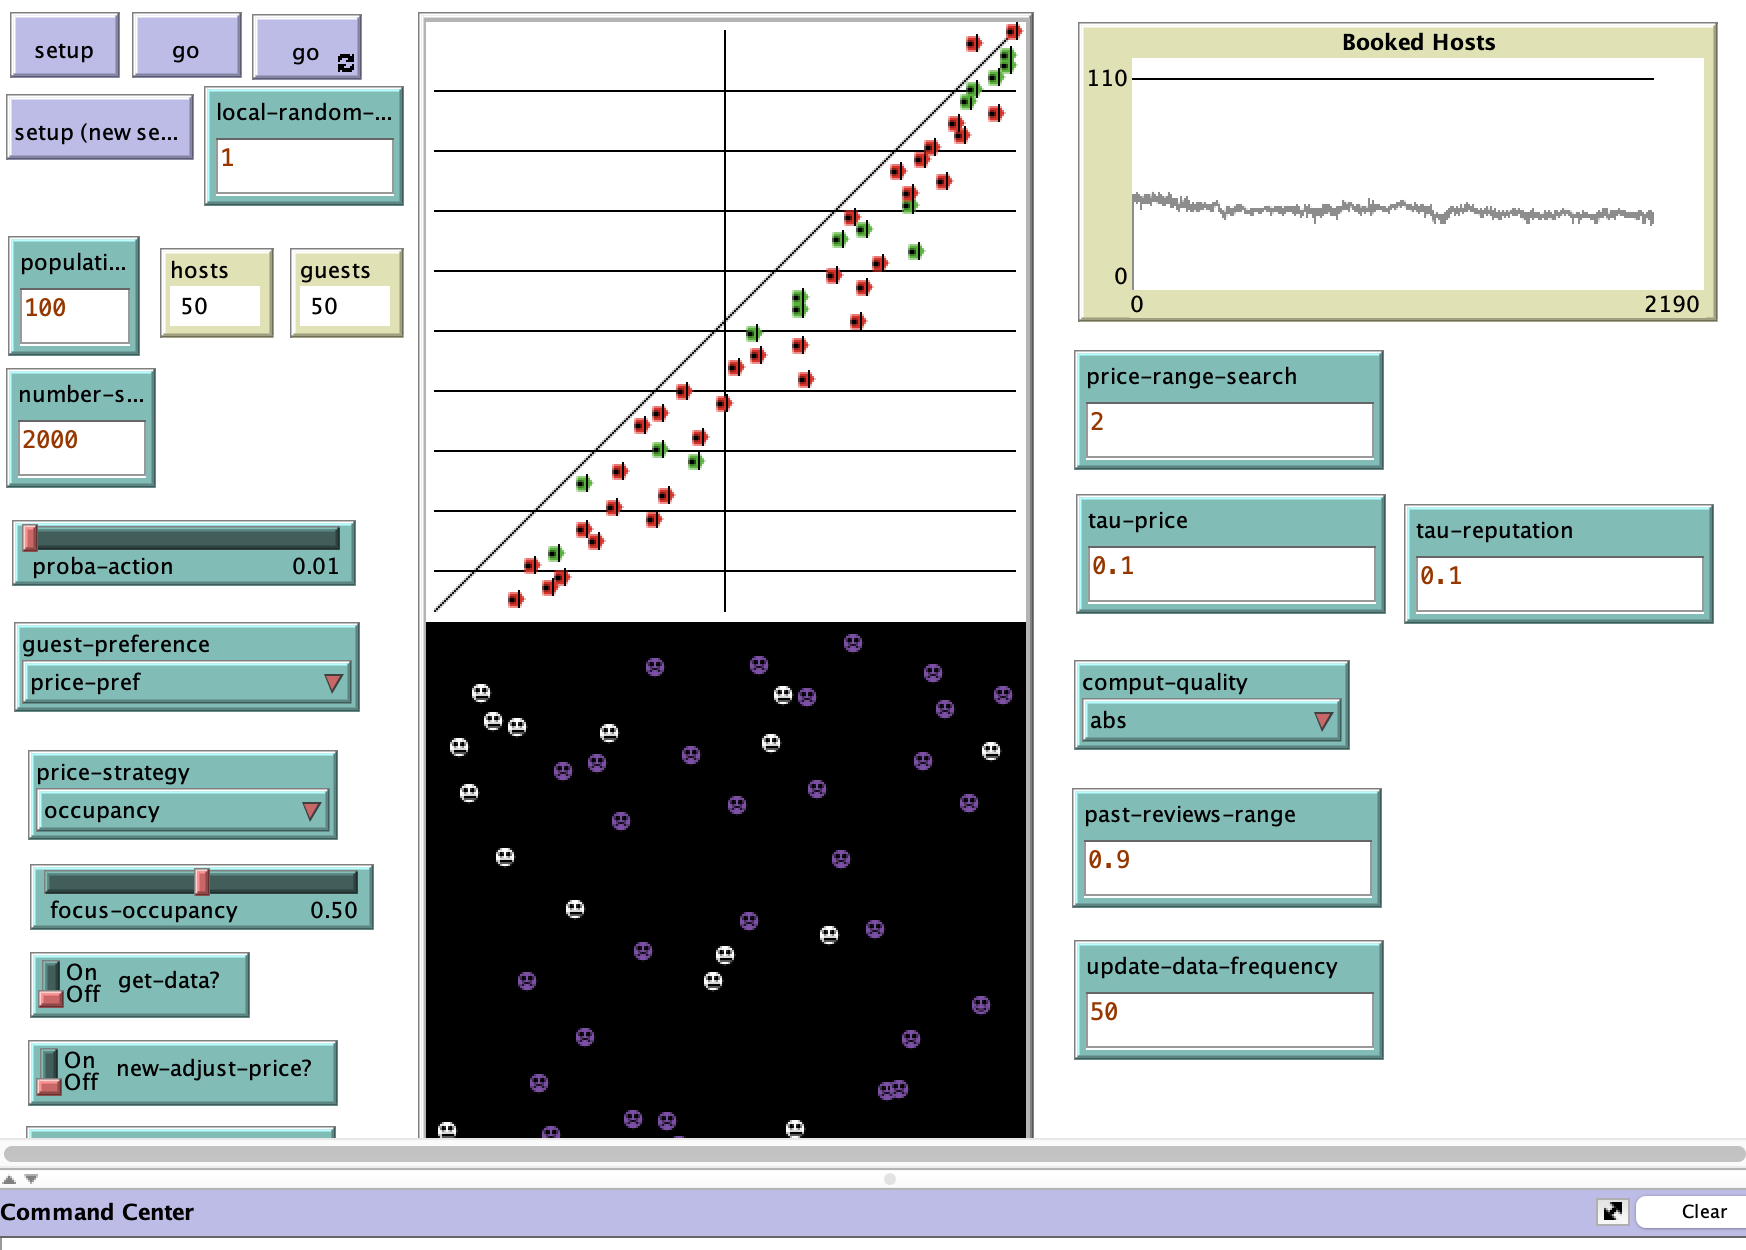 setup
go
go
setup (new se...
local-random-...
1
populati...
100
hosts
50
guests
50
number-s...
2000
proba-action
0.01
guest-preference
price-pref
price-strategy
occupancy
focus-occupancy
0.50
On
Off
get-data?
On
Off
new-adjust-price?
Booked Hosts
110
0
0
2190
price-range-search
2
tau-price
0.1
tau-reputation
0.1
comput-quality
abs
past-reviews-range
0.9
update-data-frequency
50
Command Center
Clear